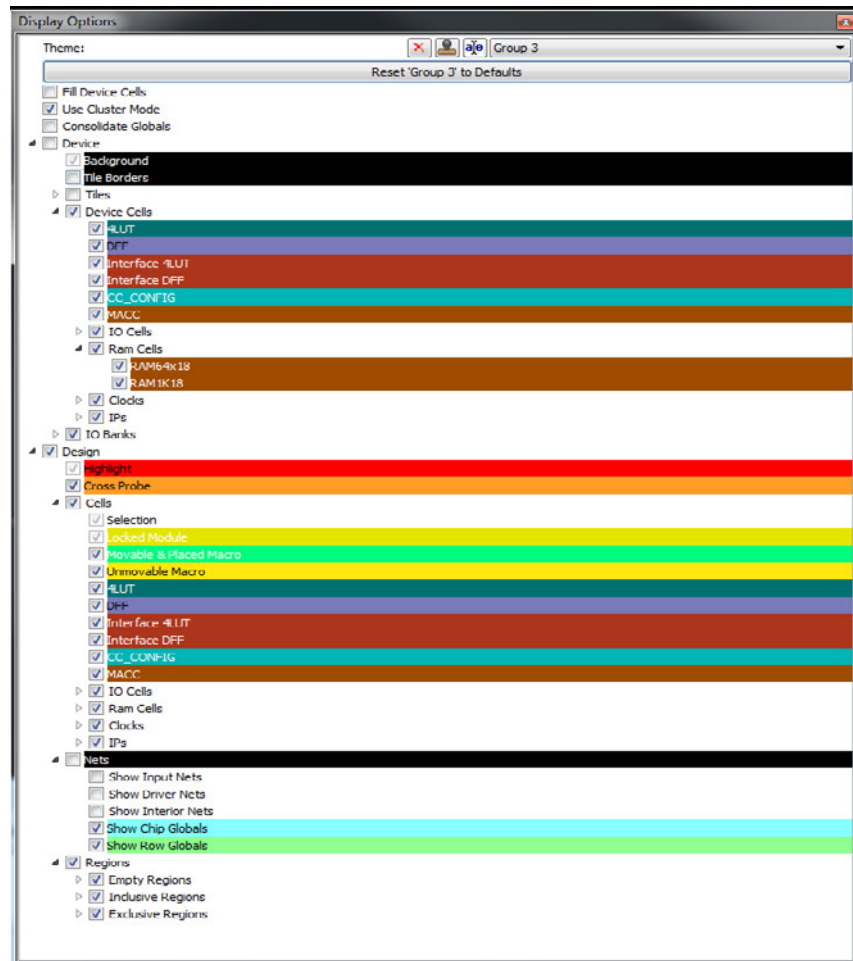 Display Options
Theme:
Group 3
Reset 'Group 3' to Defaults
Fill Device Cells
Use Cluster Mode
Consolidate Globals
Device
Background
Tile Borders
Tiles
Device Cells
4LUT
DFF
Interface 4LUT
Interface DFF
CC_CONFIG
MACC
IO Cells
Ram Cells
RAM64x18
RAM1K18
Clocks
IPs
IO Banks
Design
Highlight
Cross Probe
Cells
Selection
Locked Module
Movable & Placed Macro
Unmovable Macro
4LUT
DFF
Interface 4LUT
Interface DFF
CC_CONFIG
MACC
IO Cells
Ram Cells
Clocks
IPs
Nets
Show Input Nets
Show Driver Nets
Show Interior Nets
Show Chip Globals
Show Row Globals
Regions
Empty Regions
Inclusive Regions
Exclusive Regions